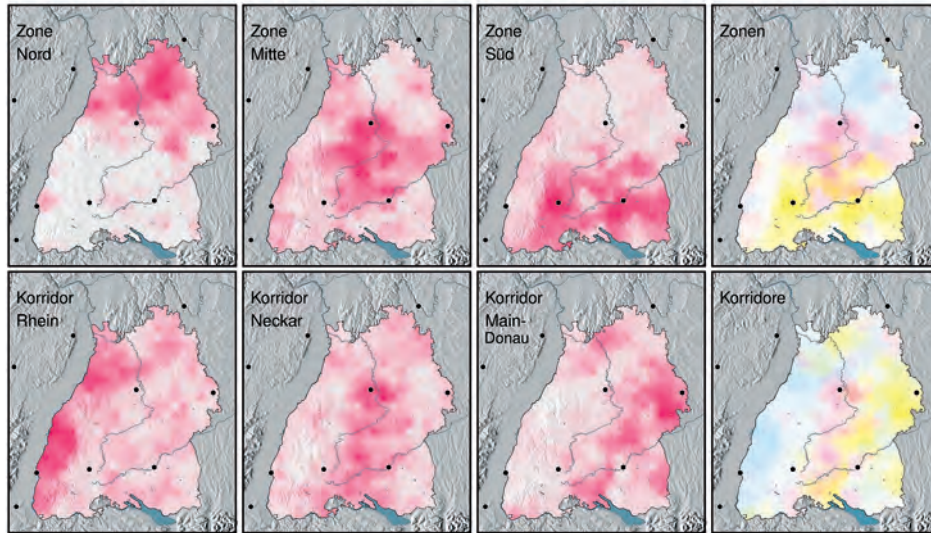 Zone
Nord
Zone
Mitte
Zone
Süd
Zonen
Korridor
Rhein
Korridor
Neckar
Korridor
Main-
Donau
Korridore